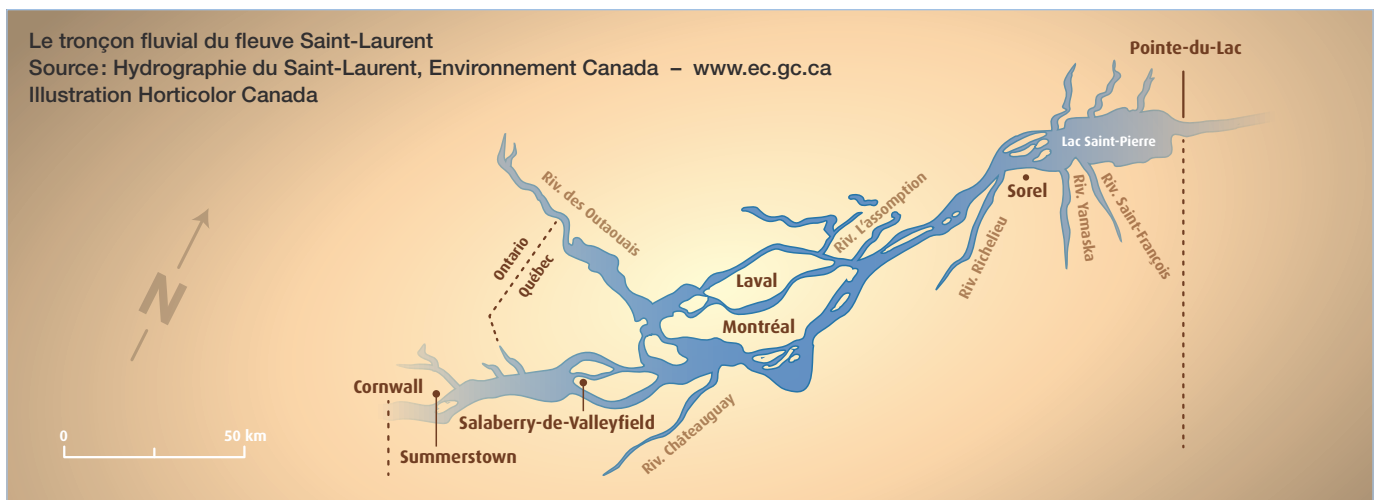 Le tronçon fluvial du fleuve Saint-Laurent
Source: Hydrographie du Saint-Laurent, Environnement Canada – www.ec.gc.ca
Illustration Horticolor Canada
Pointe-du-Lac
Lac Saint-Pierre
Riv. des Outaouais
Sorel
Riv. L'assomption
Riv. Richelieu
Riv. Yamaska
Riv. Saint-François
Ontario
Québec
Laval
N
Montréal
Cornwall
Salaberry-de-Valleyfield
Riv. Châteauguay
0
50 km
Summerstown